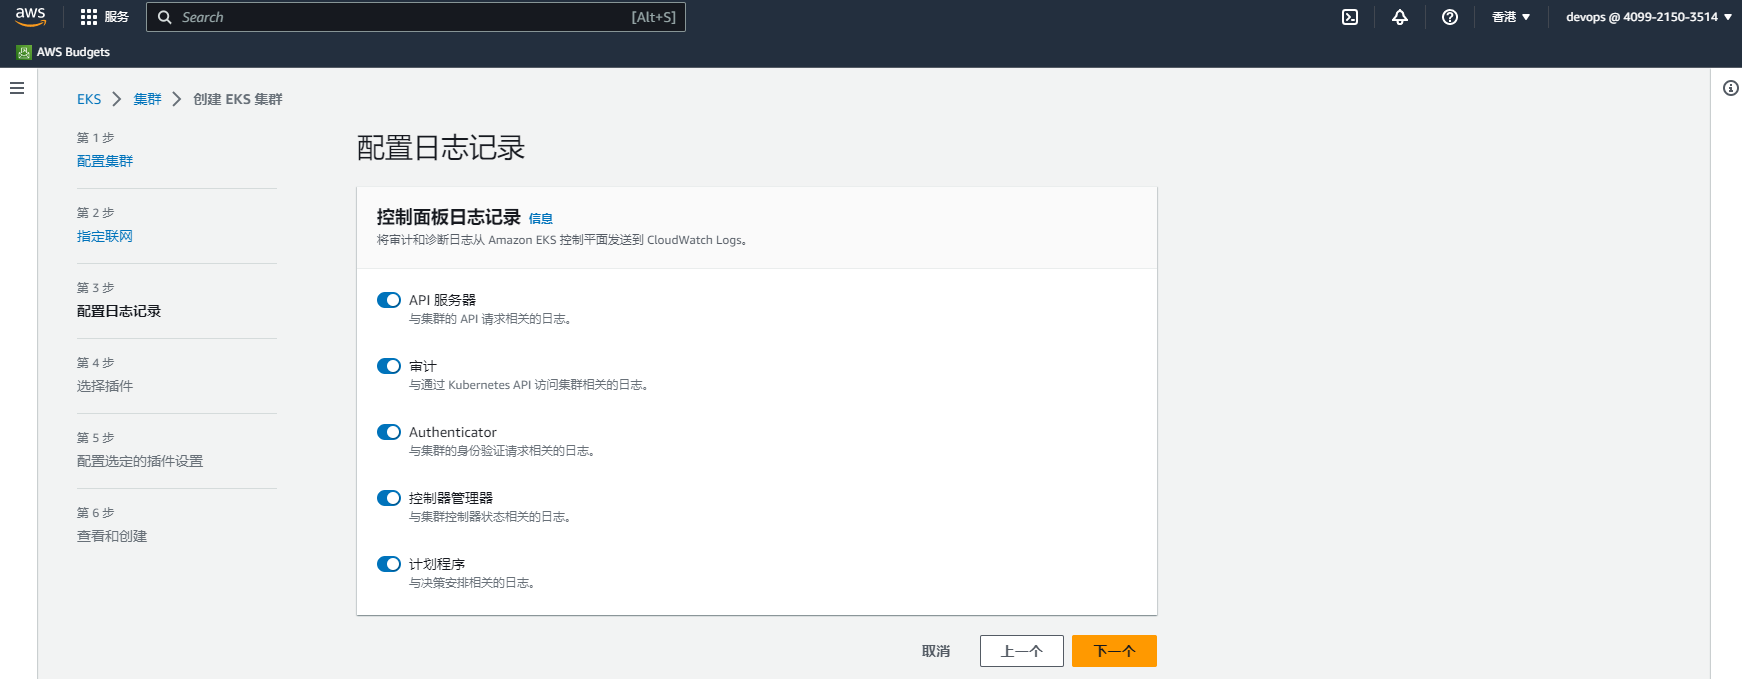 aws
服务
Search
[Alt+S]
香港
devops @ 4099-2150-3514
AWS Budgets
EKS
集群
创建 EKS 集群
第 1 步
配置集群
第 2 步
指定联网
第 3 步
配置日志记录
第 4 步
选择插件
第 5 步
配置选定的插件设置
第 6 步
查看和创建
配置日志记录
控制面板日志记录 信息
将审计和诊断日志从 Amazon EKS 控制平面发送到 CloudWatch Logs。
API 服务器
与集群的 API 请求相关的日志。
审计
与通过 Kubernetes API 访问集群相关的日志。
Authenticator
与集群的身份验证请求相关的日志。
控制器管理器
与集群控制器状态相关的日志。
计划程序
与决策安排相关的日志。
取消
上一个
下一个